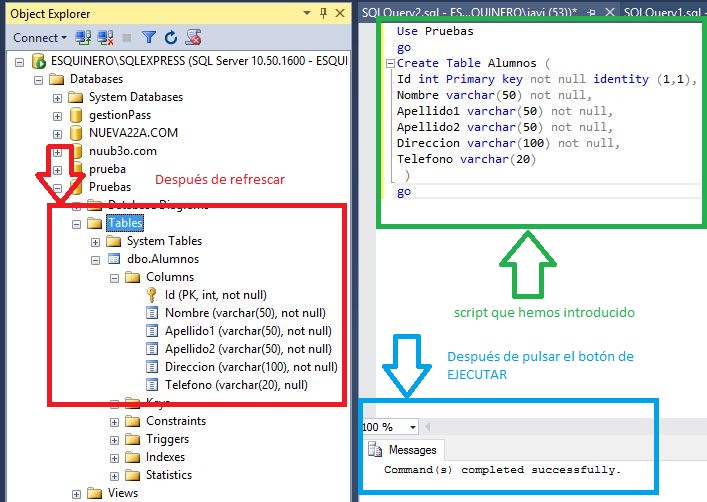 Object Explorer
Connect
ESQUINERO\SQLEXPRESS (SQL Server 10.50.1600 - ESQUI
Databases
System Databases
gestionPass
NUEVA22A.COM
nuub3o.com
prueba
Pruebas
Después de refrescar
Database Diagrams
Tables
System Tables
dbo.Alumnos
Columns
Id (PK, int, not null)
Nombre (varchar(50), not null)
Apellido1 (varchar(50), not null)
Apellido2 (varchar(50), not null)
Direccion (varchar(100), not null)
Telefono (varchar(20), null)
Keys
Constraints
Triggers
Indexes
Statistics
Views
SQLQuery2.sql - ES...QUINERO\javi (53))*
SQLQuery1.sql
Use Pruebas
go
Create Table Alumnos (
Id int Primary key not null identity (1,1),
Nombre varchar(50) not null,
Apellido1 varchar(50) not null,
Apellido2 varchar(50) not null,
Direccion varchar(100) not null,
Telefono varchar(20)
)
go
script que hemos introducido
Después de pulsar el botón de
EJECUTAR
100 %
Messages
Command(s) completed successfully.